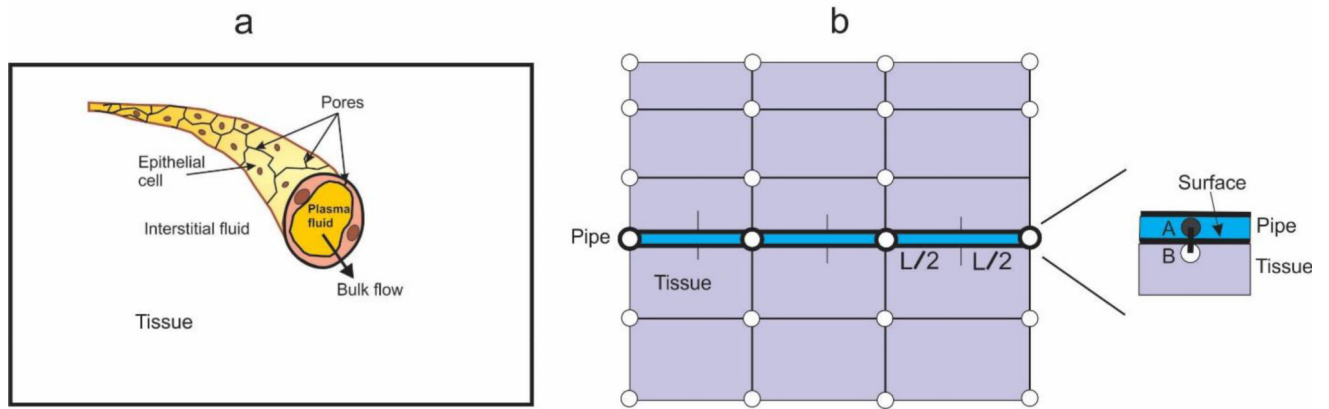 a
Pores
Epithelial
cell
Plasma
fluid
Interstitial fluid
Bulk flow
Tissue
b
Pipe
L/2
L/2
Tissue
Surface
A
Pipe
B
Tissue